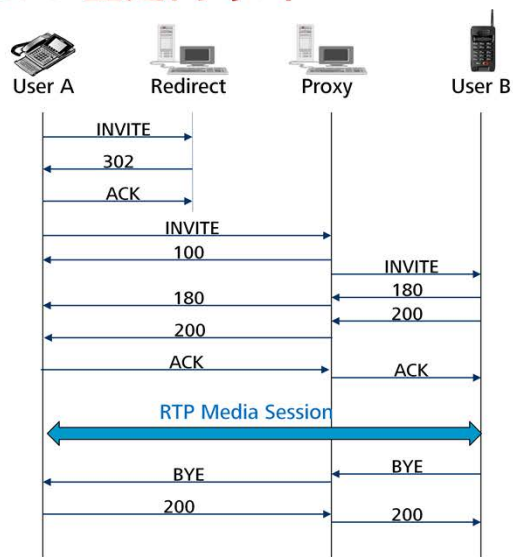 User A
Redirect
Proxy
User B
INVITE
302
ACK
INVITE
100
INVITE
180
180
200
200
ACK
ACK
RTP Media Session
BYE
BYE
200
200